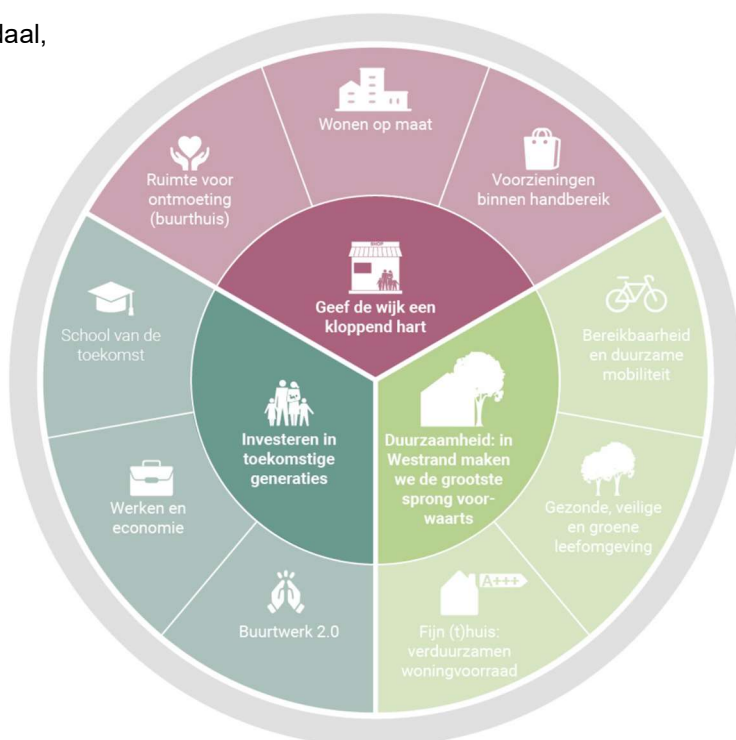 laal,
Wonen op maat
Ruimte voor
ontmoeting
(buurthuis)
Voorzieningen
binnen handbereik
SHOP
Geef de wijk een
kloppend hart
School van de
toekomst
Bereikbaarheid
en duurzame
mobiliteit
Investeren in
toekomstige
generaties
Duurzaamheid: in
Westrand maken
we de grootste
sprong voor-
waarts
Werken en
economie
Gezonde, veilige
en groene
leefomgeving
Buurtwerk 2.0
A+++
Fijn (t)huis:
verduurzamen
woningvoorraad